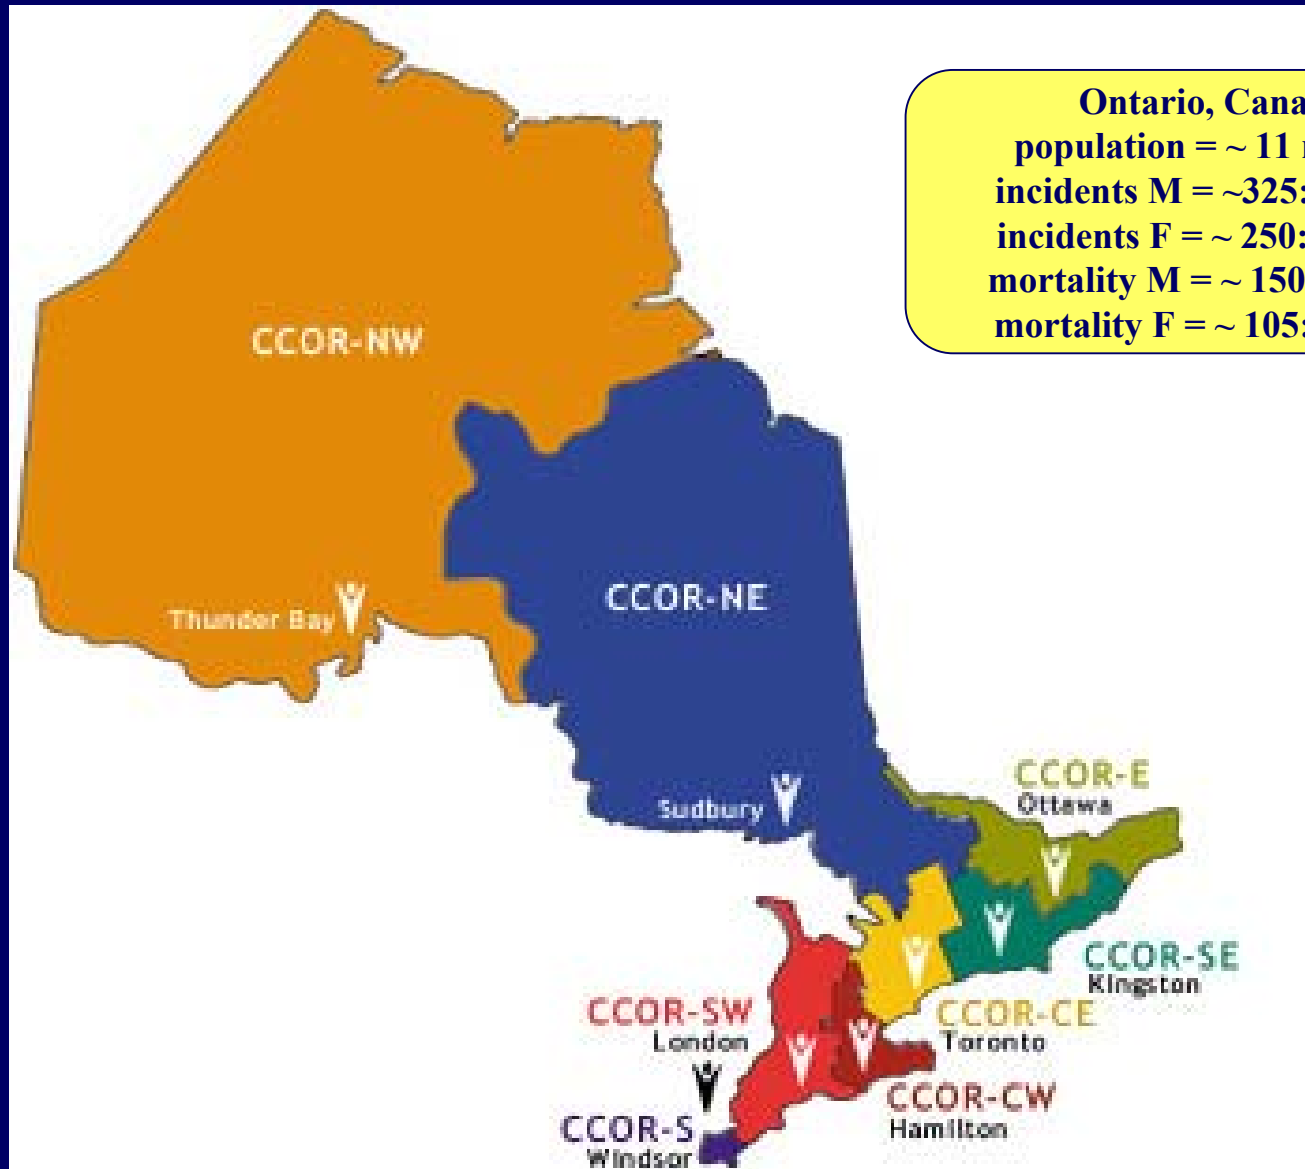 Ontario, Cana
population = ~ 11
incidents M = ~325:
incidents F = ~ 250:
mortality M = ~ 150
mortality F = ~ 105:
CCOR-NW
CCOR-NE
Thunder Bay
Sudbury
CCOR-E
Ottawa
CCOR-SE
Kingston
CCOR-SW
London
CCOR-CE
Toronto
CCOR-CW
Hamilton
CCOR-S
Windsor